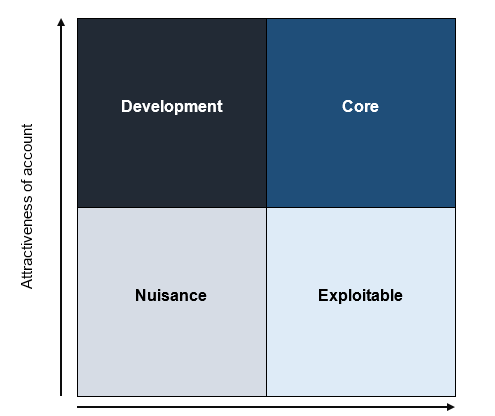 Attractiveness of account
Development
Core
Nuisance
Exploitable